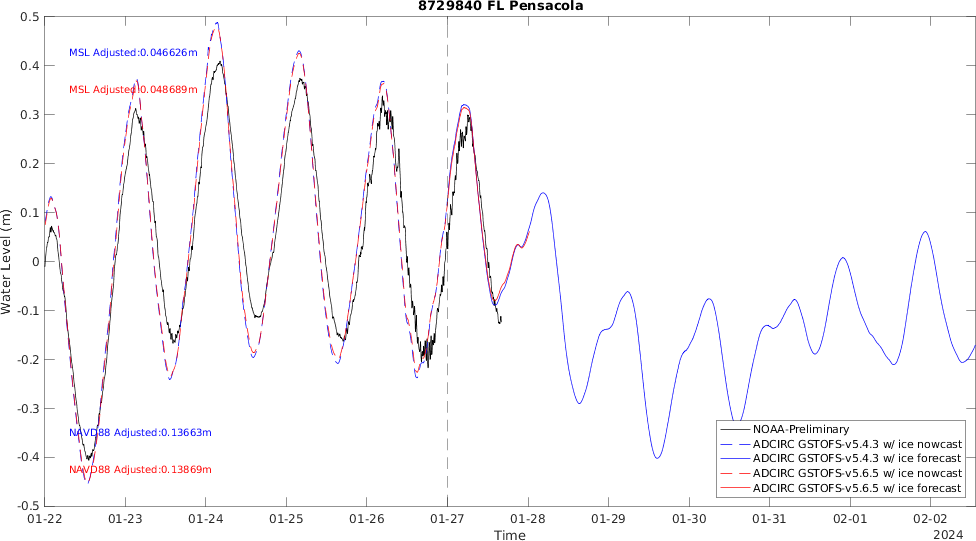 8729840 FL Pensacola
0.5
0.4
0.3
0.2
0.1
0
-0.1
-0.2
-0.3
-0.4
-0.5
Water Level (m)
MSL Adjusted:0.046626m
MSL Adjusted:0.048689m
NAVD88 Adjusted:0.13663m
NAVD88 Adjusted:0.13869m
NOAA-Preliminary
ADCIRC GSTOFS-v5.4.3 w/ ice nowcast
ADCIRC GSTOFS-v5.4.3 w/ ice forecast
ADCIRC GSTOFS-v5.6.5 w/ ice nowcast
ADCIRC GSTOFS-v5.6.5 w/ ice forecast
01-22 01-23 01-24 01-25 01-26 01-27 01-28 01-29 01-30 01-31 02-01 02-02
2024
Time